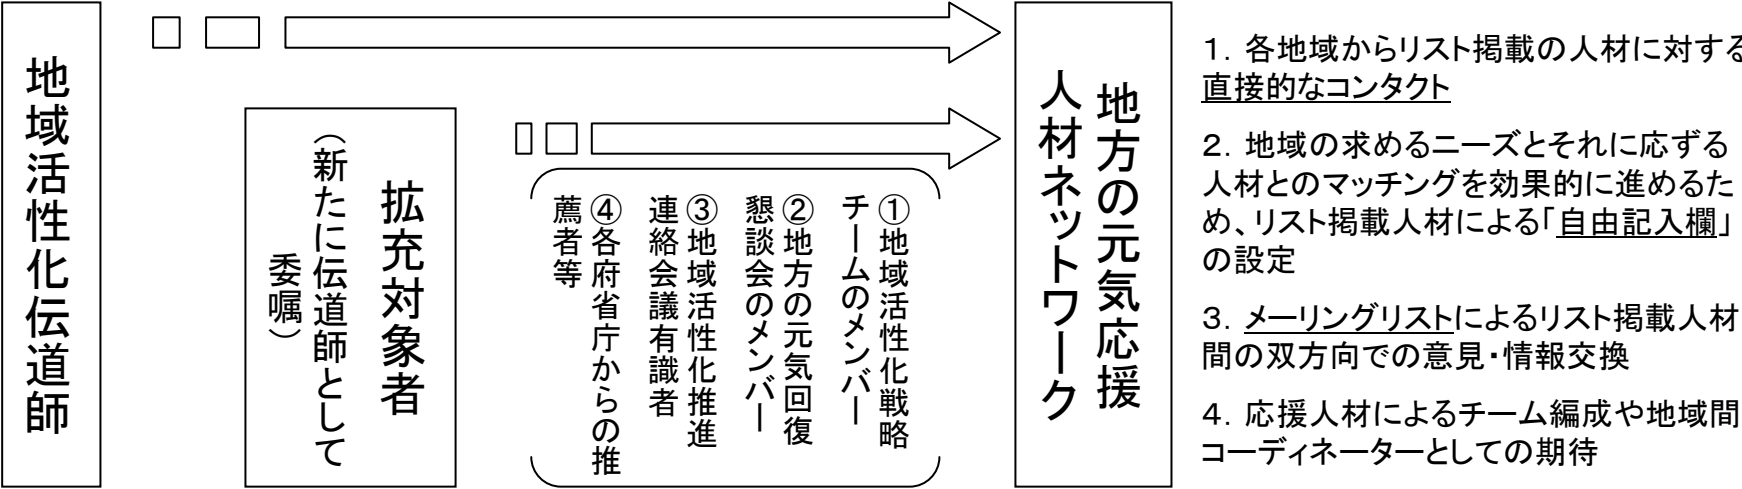 地域活性化伝道師
拡充対象者
（新たに伝道師として
委嘱）
①地域活性化戦略
チームのメンバー
②地方の元気回復
懇談会のメンバー
③地域活性化推進
連絡会議有識者
④各府省庁からの推
薦者等
地方の元気応援
人材ネットワーク
１．各地域からリスト掲載の人材に対する
直接的なコンタクト
２．地域の求めるニーズとそれに応ずる
人材とのマッチングを効果的に進めるた
め、リスト掲載人材による「自由記入欄」
の設定
３．メーリングリストによるリスト掲載人材
間の双方向での意見・情報交換
４．応援人材によるチーム編成や地域間
コーディネーターとしての期待